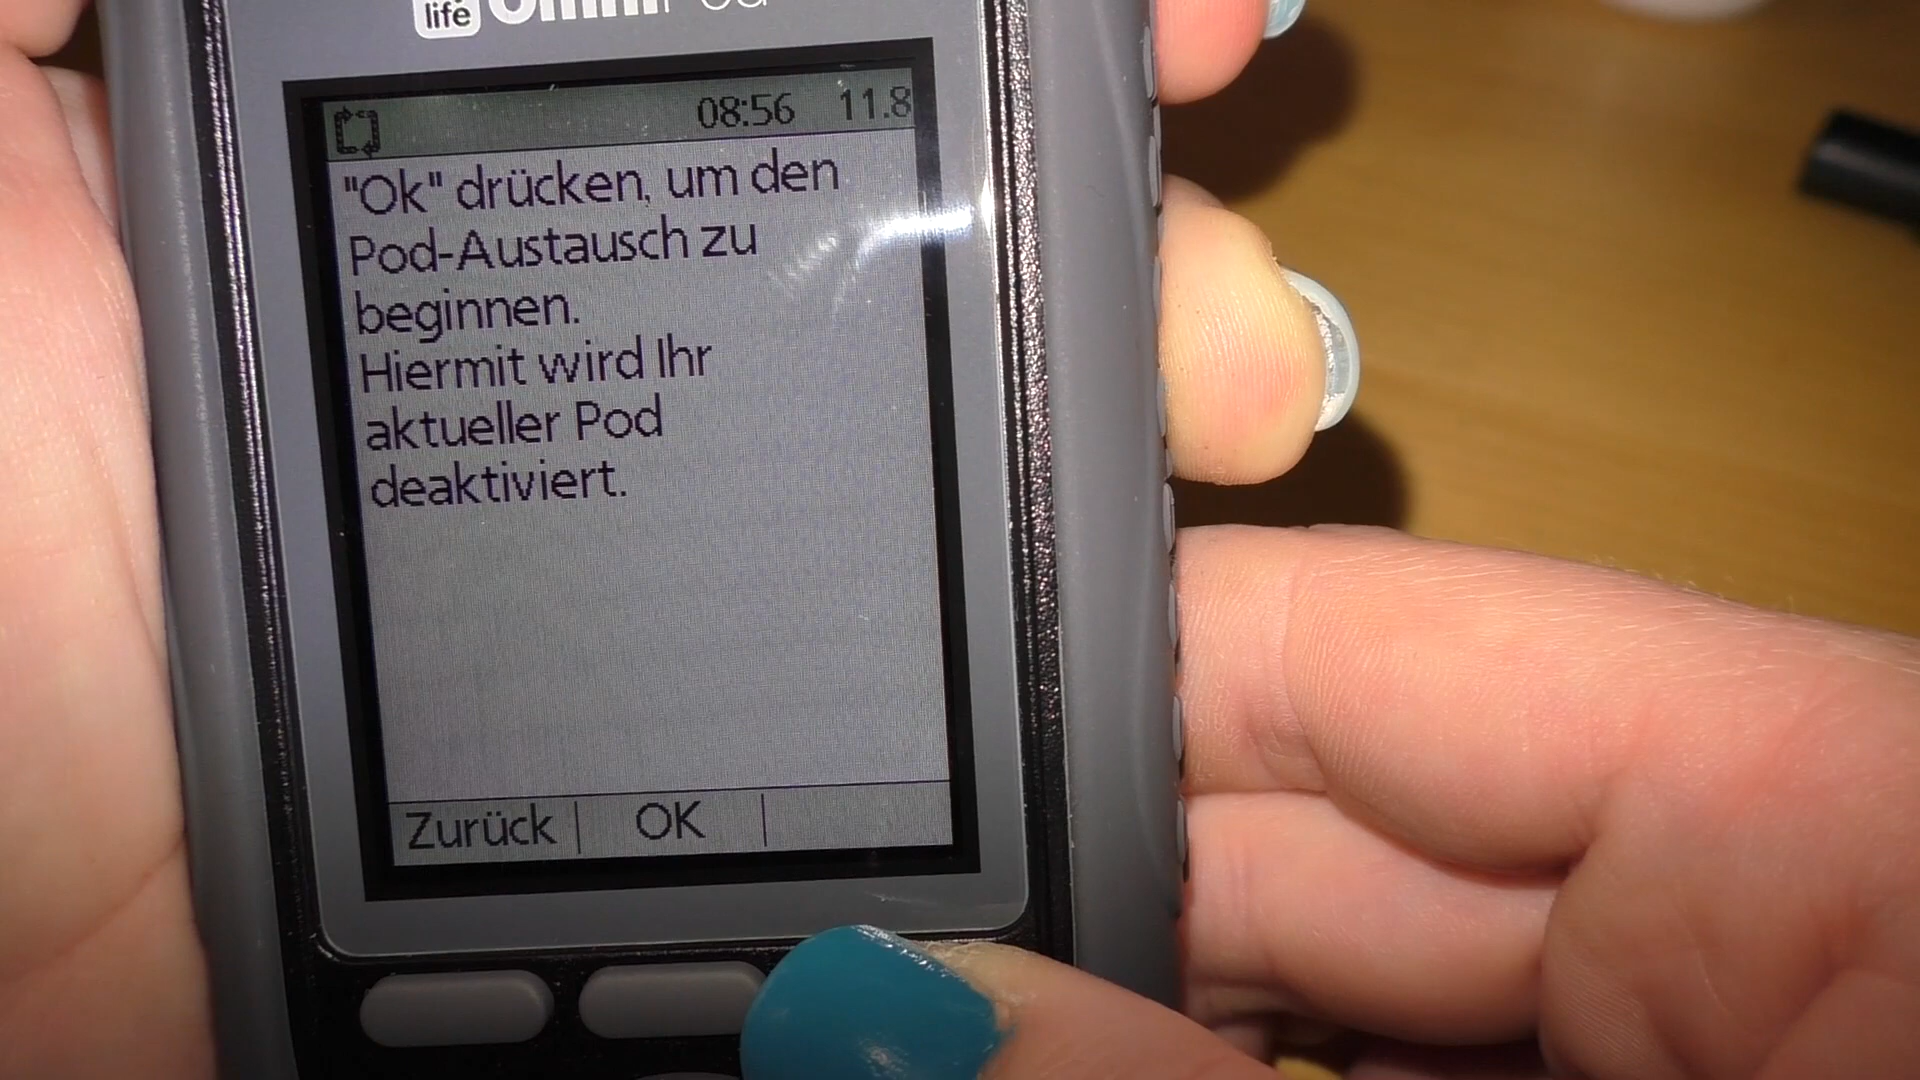 life OmniPod
08:56 11.8
"Ok" drücken, um den
Pod-Austausch zu
beginnen.
Hiermit wird Ihr
aktueller Pod
deaktiviert.
Zurück OK